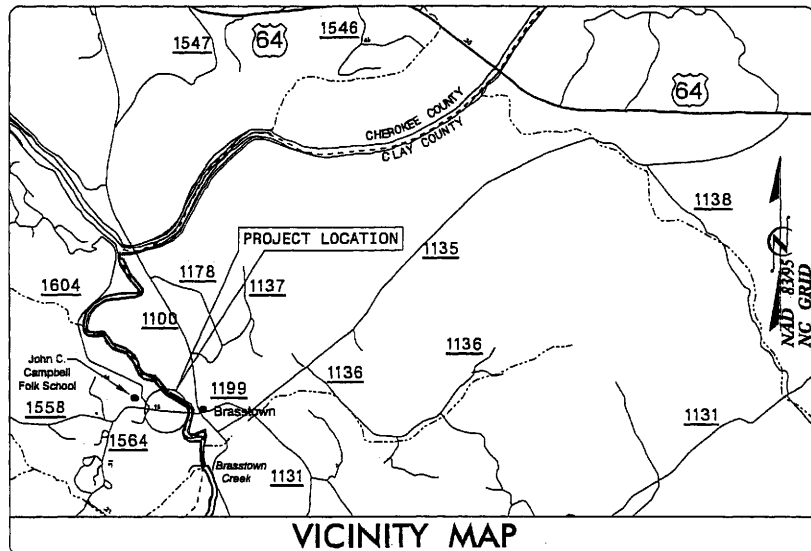 1547
64
1546
64
CHEROKEE COUNTY
CLAY COUNTY
PROJECT LOCATION
1138
1135
1178
1137
1604
1100
NAD 83/95
NC GRID
John C.
Campbell
Folk School
1136
1136
1199
Brasstown
1558
1564
1131
Brasstown
Creek
1131
VICINITY MAP